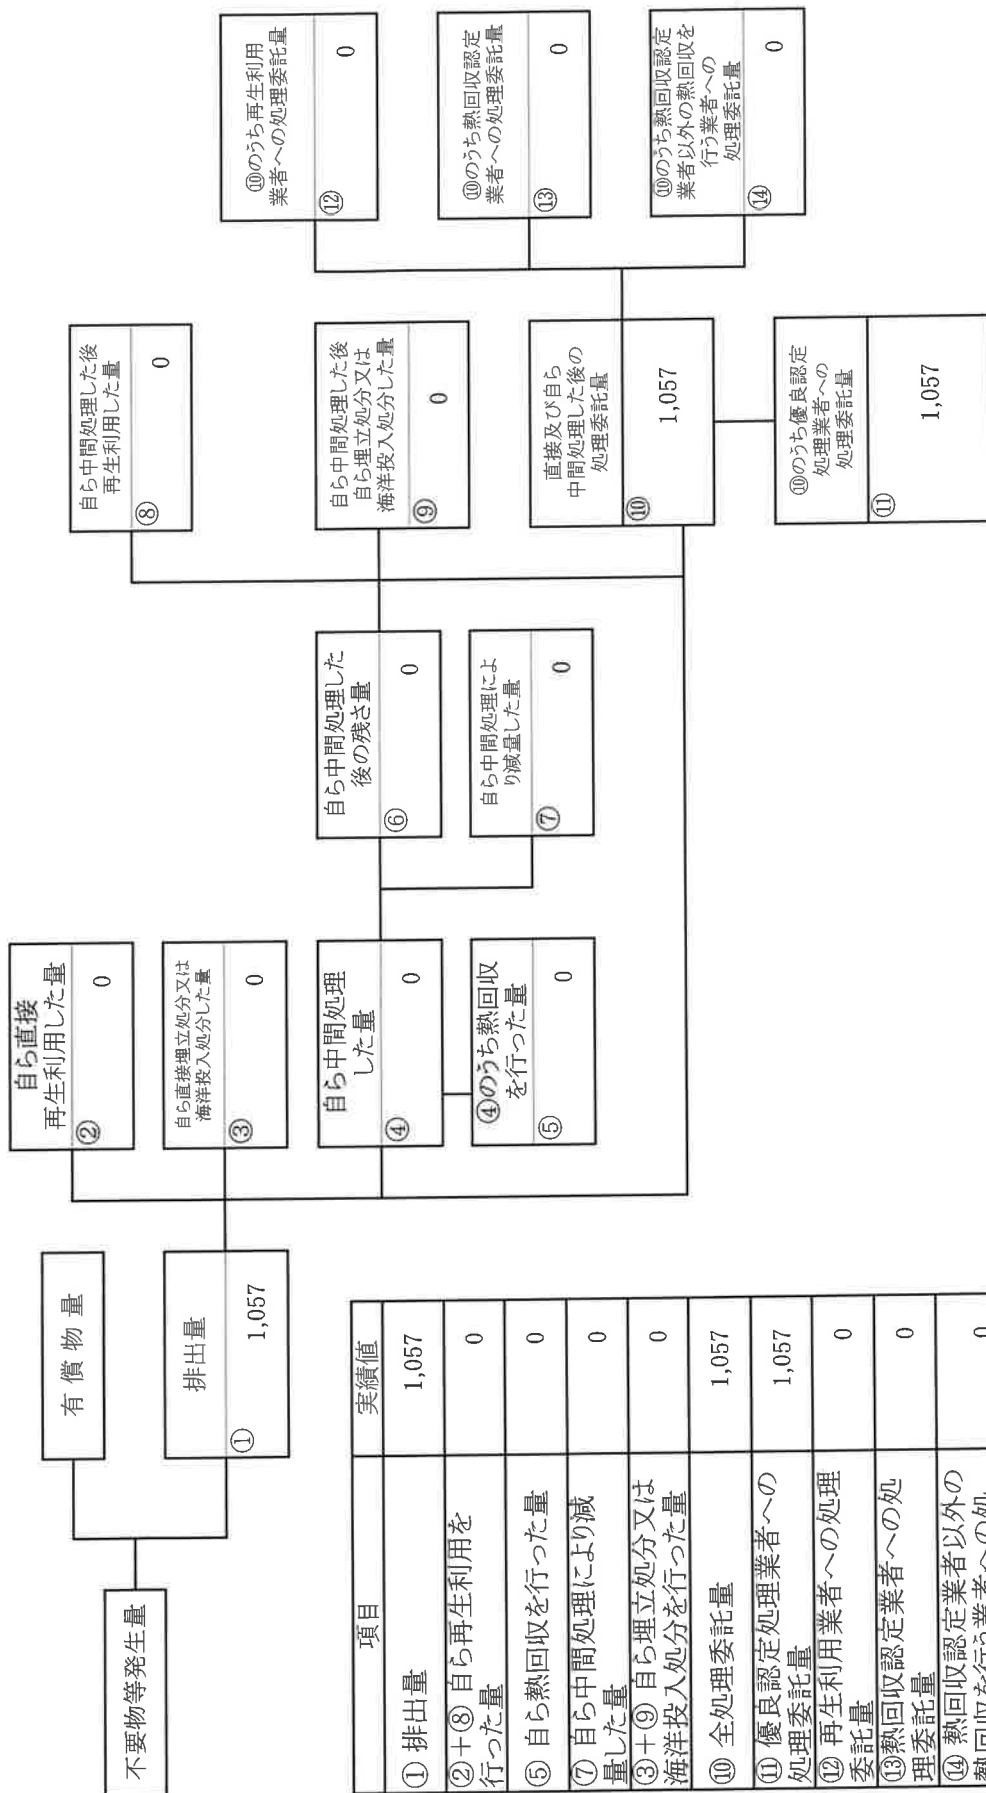 不要物等発生量
有償物量
排出量
①
1,057
自ら直接
再生利用した量
②
0
自ら直接埋立処分又は
海洋投入処分した量
③
0
自ら中間処理
した量
④
0
④のうち熱回収
を行った量
⑤
0
自ら中間処理した
後の残さ量
⑥
0
自ら中間処理によ
り減量した量
⑦
0
自ら中間処理した後
再生利用した量
⑧
0
自ら中間処理した後
自ら埋立処分又は
海洋投入処分した量
⑨
0
直接及び自ら
中間処理した後の
処理委託量
⑩
1,057
⑩のうち優良認定
処理業者への
処理委託量
⑪
1,057
⑩のうち再生利用
業者への処理委託量
⑫
0
⑩のうち熱回収認定
業者への処理委託量
⑬
0
⑩のうち熱回収認定
業者以外の熱回収を
行う業者への
処理委託量
⑭
0
項目
実績値
① 排出量
1,057
②+⑧ 自ら再生利用を
行った量
0
⑤ 自ら熱回収を行った量
0
⑦ 自ら中間処理により減
量した量
0
③+⑨ 自ら埋立処分又は
海洋投入処分を行った量
0
⑩ 全処理委託量
1,057
⑪ 優良認定処理業者への
処理委託量
1,057
⑫ 再生利用業者への処理
委託量
0
⑬熱回収認定業者への処
理委託量
0
⑭ 熱回収認定業者以外の
熱回収を行う業者への処
0